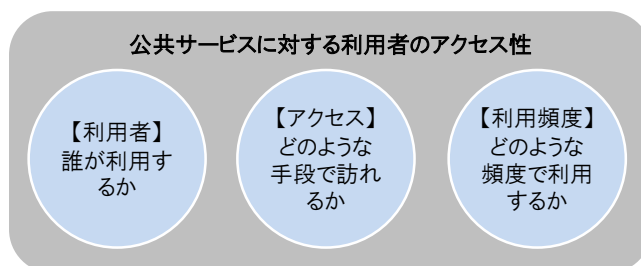 公共サービスに対する利用者のアクセス性
【利用者】
誰が利用す
るか
【アクセス】
どのような
手段で訪れ
るか
【利用頻度】
どのような
頻度で利用
するか